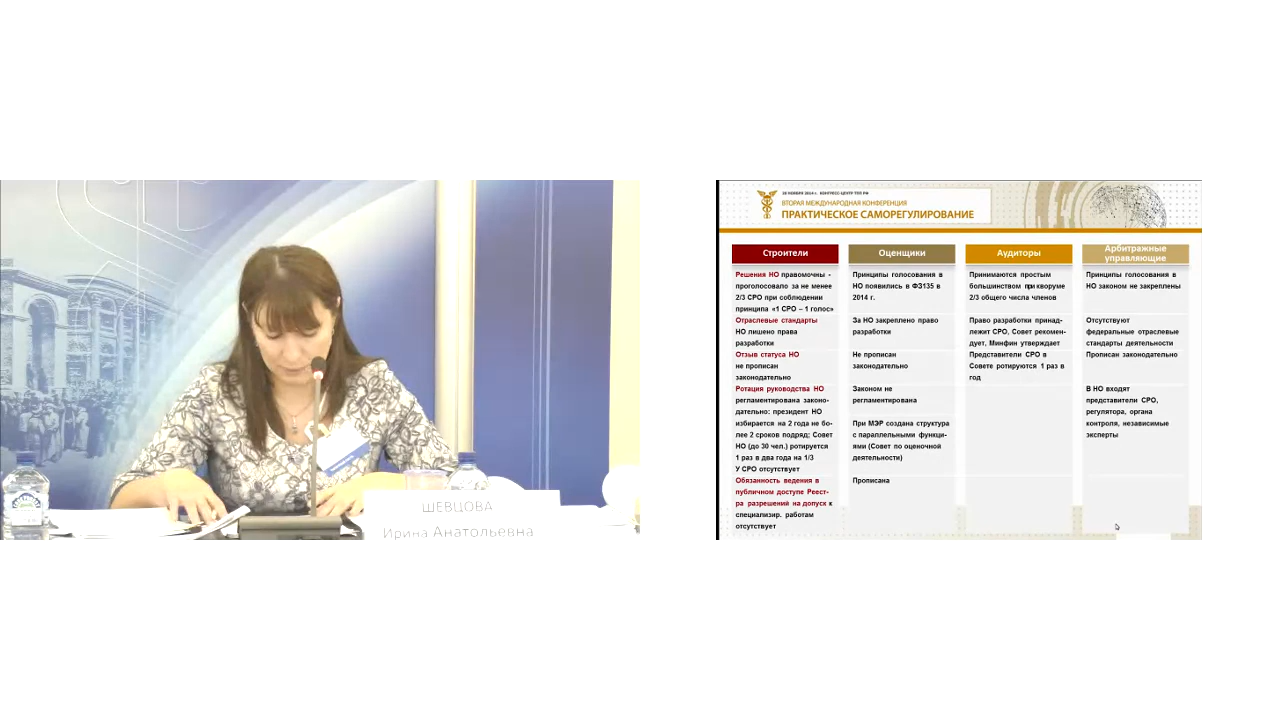 ШЕВЦОВА
Ирина Анатольевна
ВТОРАЯ МЕЖДУНАРОДНАЯ КОНФЕРЕНЦИЯ
ПРАКТИЧЕСКОЕ САМОРЕГУЛИРОВАНИЕ
Строители
Решения НО правомочны -
проголосовало за не менее
2/3 СРО при соблюдении
принципа «1 СРО – 1 голос»
Отраслевые стандарты
НО лишено права
разработки
Отзыв статуса НО
не прописан
законодательно
Ротация руководства НО
регламентирована законо-
дательно: президент НО
избирается на 2 года не бо-
лее 2 сроков подряд; Совет
НО (до 30 чел.) ротируется
1 раз в два года на 1/3
У СРО отсутствует
Обязанность ведения в
публичном доступе Реест-
ра разрешений на допуск к
специализир. работам
отсутствует
Оценщики
Принципы голосования в
НО появились в ФЗ135 в
2014 г.
За НО закреплено право
разработки
Не прописан
законодательно
Законом не
регламентирована
При МЭР создана структура
с параллельными функци-
ями (Совет по оценочной
деятельности)
Прописана
Аудиторы
Принимаются простым
большинством при кворуме
2/3 общего числа членов
Право разработки принад-
лежит СРО, Совет рекомен-
дует, Минфин утверждает
Представители СРО в
Совете ротируются 1 раз в
год
Арбитражные
управляющие
Принципы голосования в
НО законом не закреплены
Отсутствуют
федеральные отраслевые
стандарты деятельности
Прописан законодательно
В НО входят
представители СРО,
регулятора, органа
контроля, независимые
эксперты